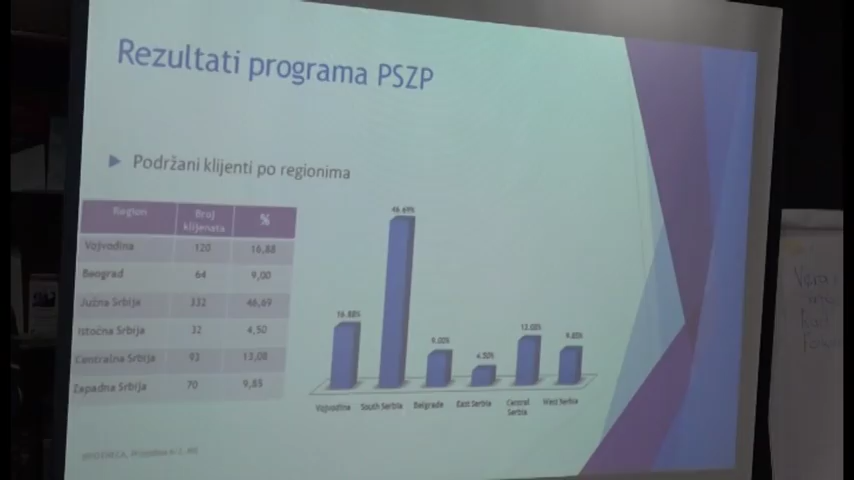 Rezultati programa PSZP
Podržani klijenti po regionima
Region Broj klijenata %
Vojvodina 120 16,88
Beograd 64 9,00
Južna Srbija 332 46,69
Istočna Srbija 32 4,50
Centralna Srbija 93 13,08
Zapadna Srbija 70 9,85
46.69%
16.88%
9.00%
4.50%
13.08%
9.85%
Vojvodina South Serbia Belgrade East Serbia Central Serbia West Serbia